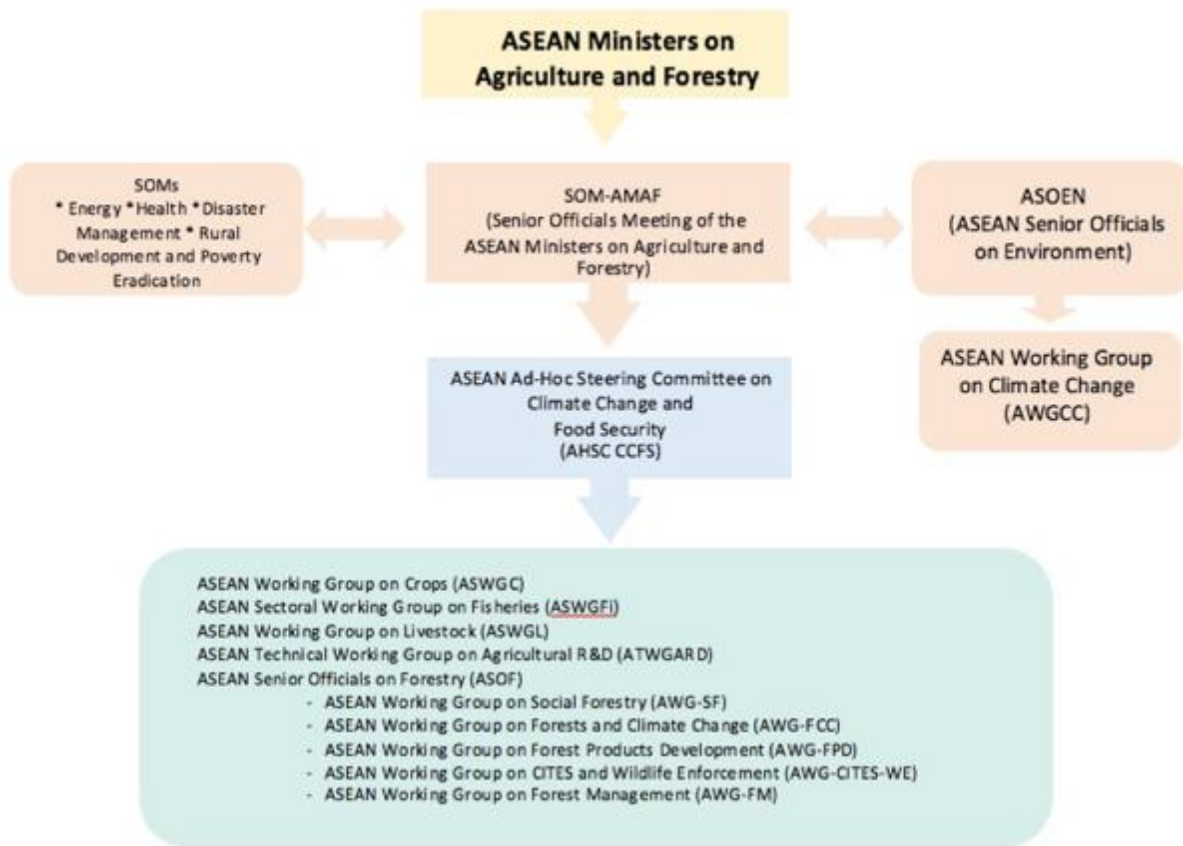 ASEAN Ministers on
Agriculture and Forestry
SOMs
* Energy *Health *Disaster
Management * Rural
Development and Poverty
Eradication
SOM-AMAF
(Senior Officials Meeting of the
ASEAN Ministers on Agriculture and
Forestry)
ASOEN
(ASEAN Senior Officials
on Environment)
ASEAN Working Group
on Climate Change
(AWGCC)
ASEAN Ad-Hoc Steering Committee on
Climate Change and
Food Security
(AHSC CCFS)
ASEAN Working Group on Crops (ASWGC)
ASEAN Sectoral Working Group on Fisheries (ASWGFi)
ASEAN Working Group on Livestock (ASWGL)
ASEAN Technical Working Group on Agricultural R&D (ATWGARD)
ASEAN Senior Officials on Forestry (ASOF)
- ASEAN Working Group on Social Forestry (AWG-SF)
- ASEAN Working Group on Forests and Climate Change (AWG-FCC)
- ASEAN Working Group on Forest Products Development (AWG-FPD)
- ASEAN Working Group on CITES and Wildlife Enforcement (AWG-CITES-WE)
- ASEAN Working Group on Forest Management (AWG-FM)